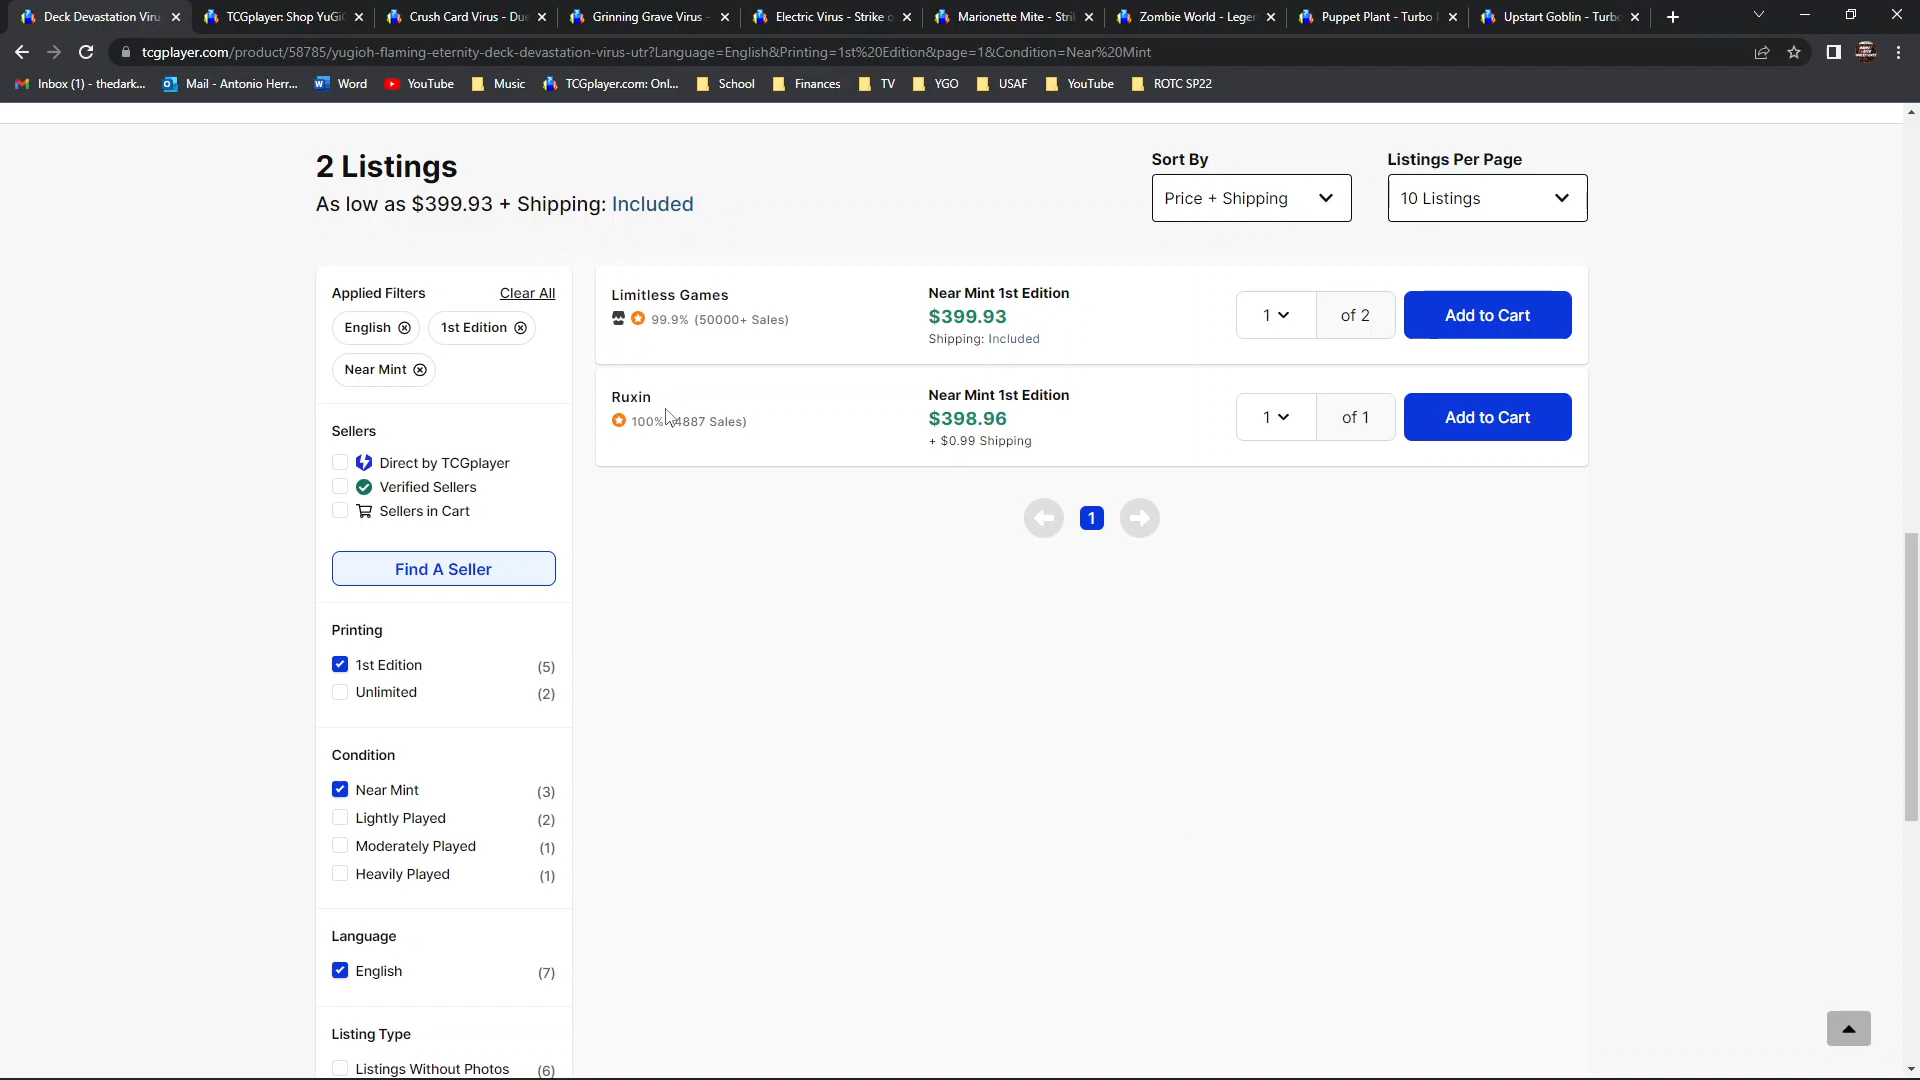 Deck Devastation Viru
TCGplayer: Shop YuGi
Crush Card Virus - Due
Grinning Grave Virus -
Electric Virus - Strike o
Marionette Mite - Stri
Zombie World - Legen
Puppet Plant - Turbo
Upstart Goblin - Turbo
tcgplayer.com/product/58785/yugioh-flaming-eternity-deck-devastation-virus-utr?Language=English&Printing=1st%20Edition&page=1&Condition=Near%20Mint
Inbox (1) - thedark...
Mail - Antonio Herr...
Word
YouTube
Music
TCGplayer.com: Onl...
School
Finances
TV
YGO
USAF
YouTube
ROTC SP22
2 Listings
As low as $399.93 + Shipping: Included
Sort By
Price + Shipping
Listings Per Page
10 Listings
Applied Filters
Clear All
English
1st Edition
Near Mint
Sellers
Direct by TCGplayer
Verified Sellers
Sellers in Cart
Find A Seller
Printing
1st Edition (5)
Unlimited (2)
Condition
Near Mint (3)
Lightly Played (2)
Moderately Played (1)
Heavily Played (1)
Language
English (7)
Listing Type
Listings Without Photos (6)
Limitless Games
99.9% (50000+ Sales)
Near Mint 1st Edition
$399.93
Shipping: Included
1
of 2
Add to Cart
Ruxin
100% 4887 Sales)
Near Mint 1st Edition
$398.96
+ $0.99 Shipping
1
of 1
Add to Cart
1